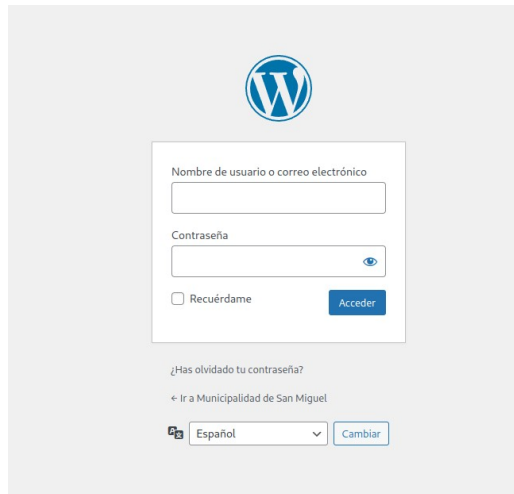 Nombre de usuario o correo electrónico
Contraseña
Recuérdame
Acceder
¿Has olvidado tu contraseña?
← Ir a Municipalidad de San Miguel
Español
Cambiar